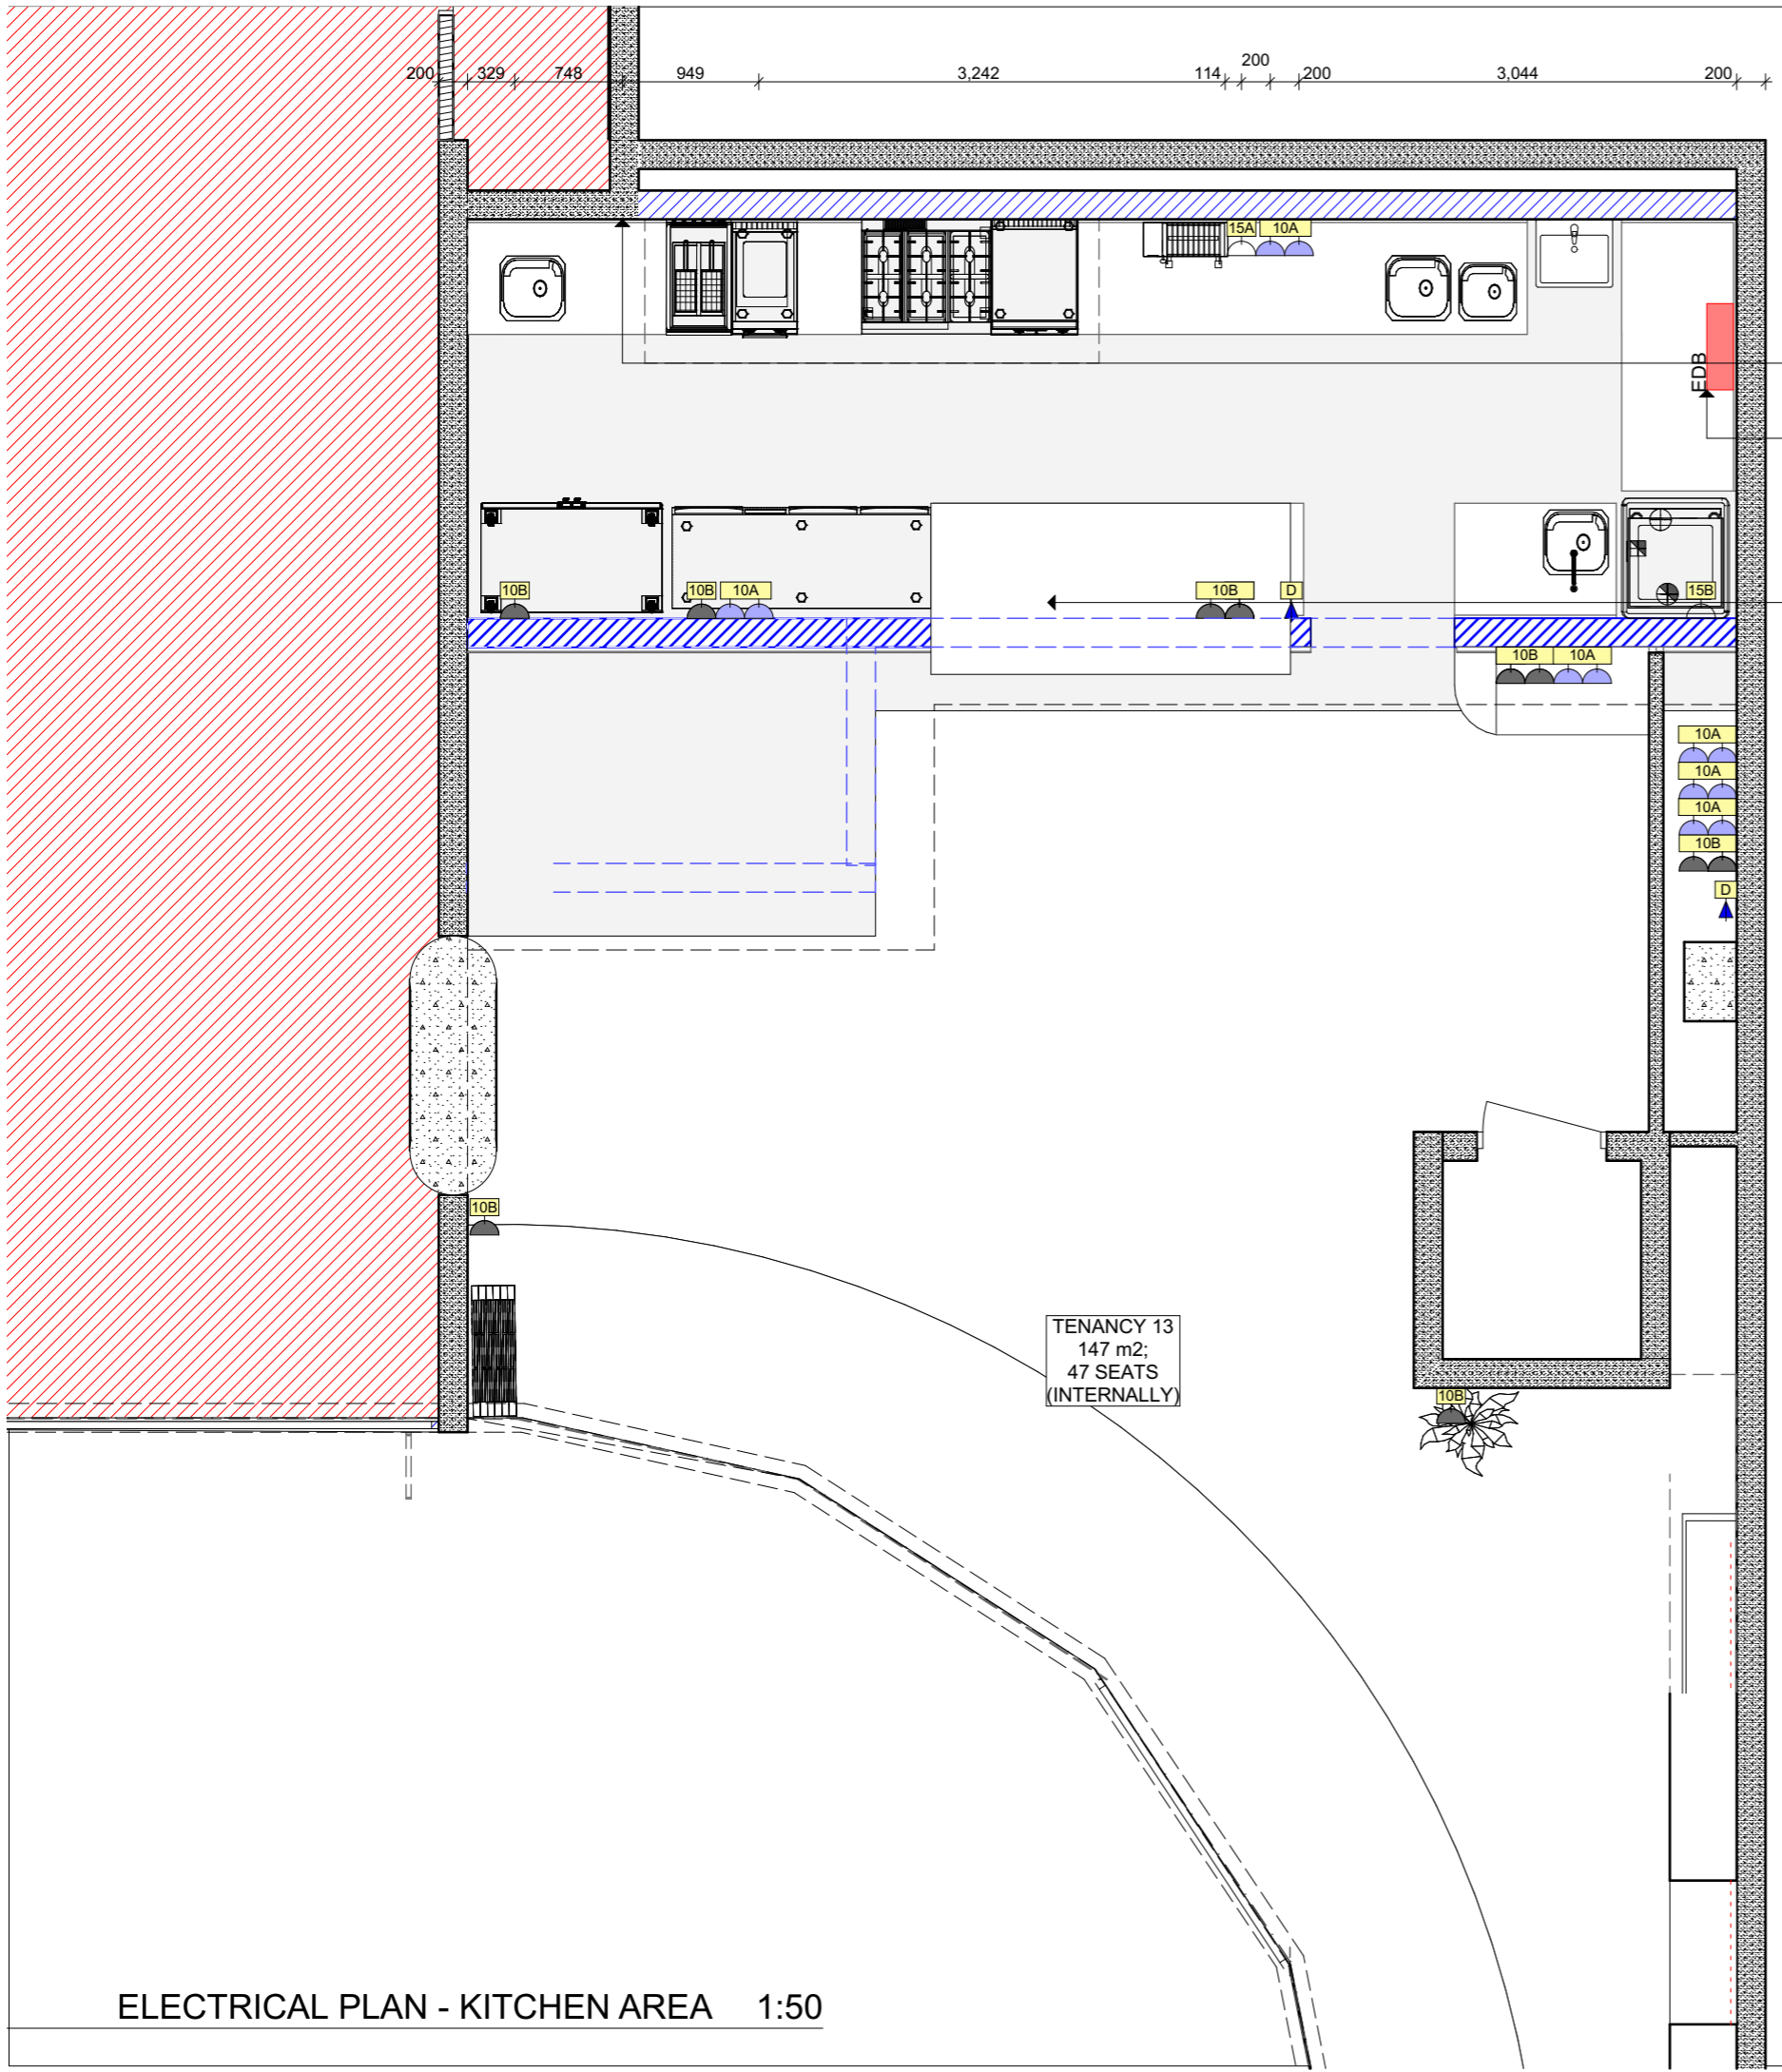 200 329 748 949 3,242 114 200 200 3,044 200
15A 10A
EDB
10B 10B 10A 10B D 15B
10B 10A
10A
10A
10A
10B
D
10B
TENANCY 13
147 m2;
47 SEATS
(INTERNALLY)
10B
ELECTRICAL PLAN - KITCHEN AREA 1:50